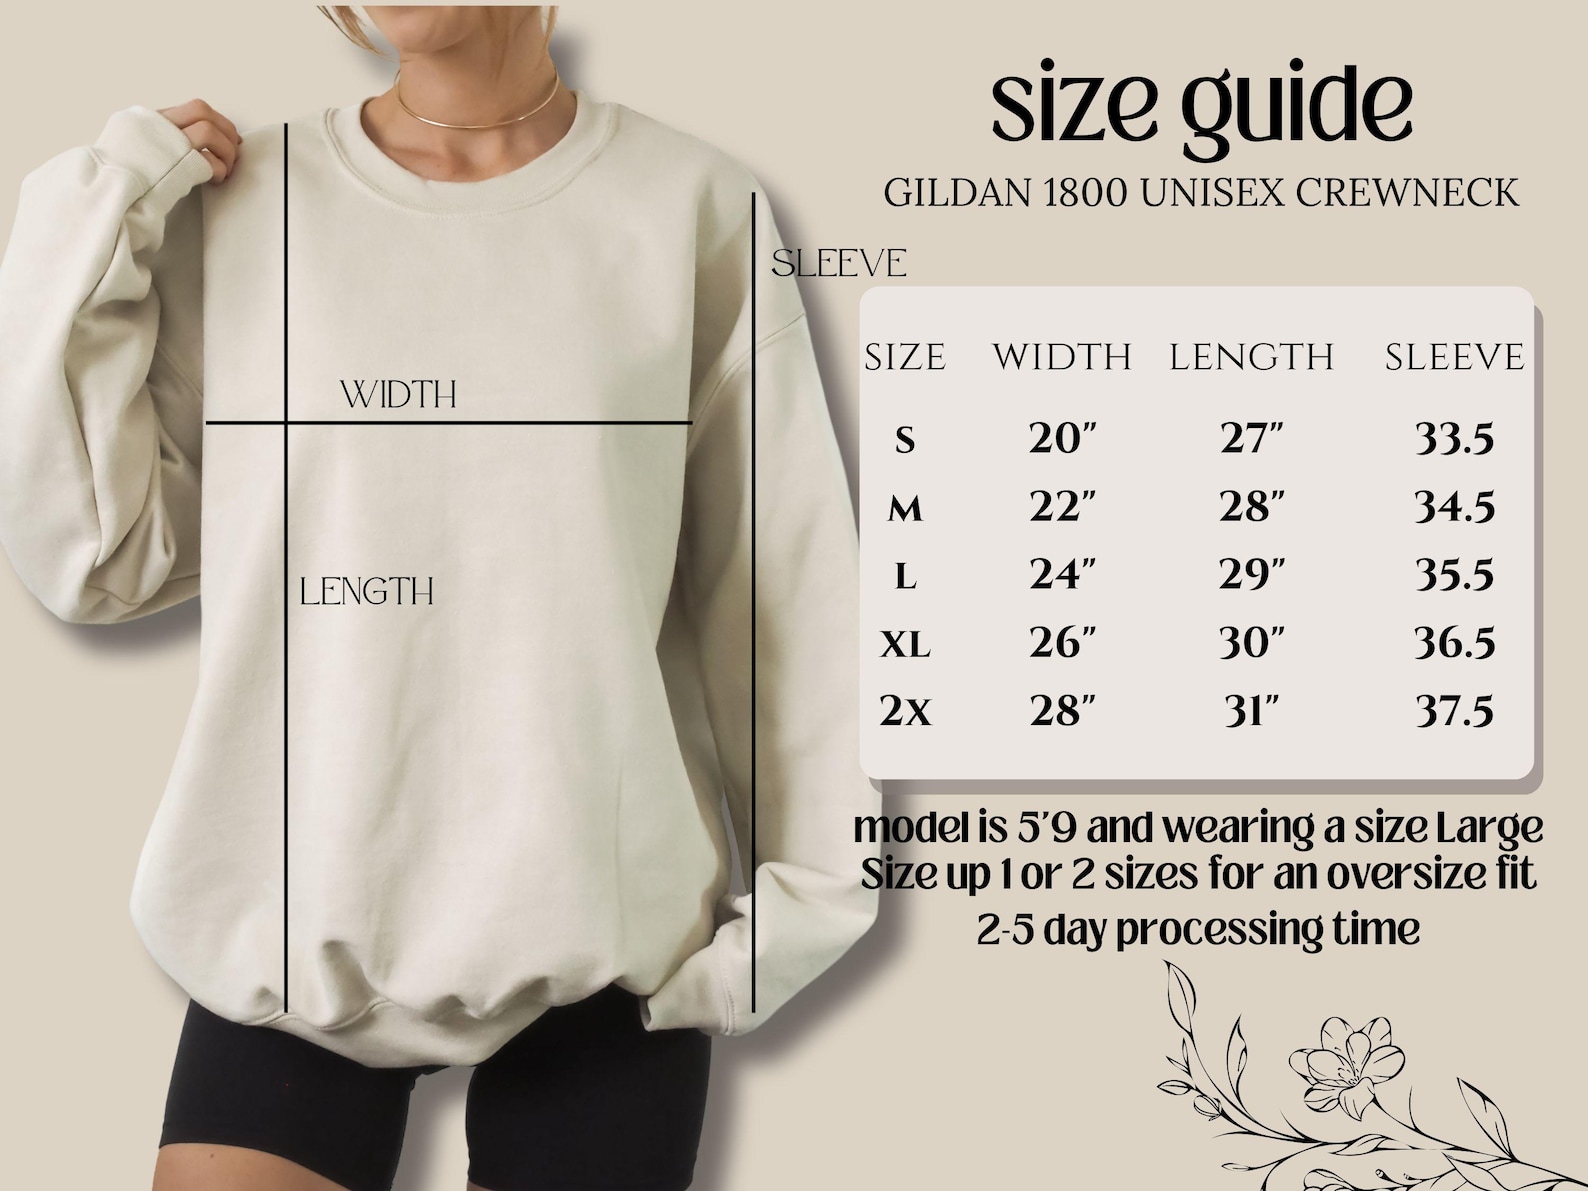 size guide
GILDAN 1800 UNISEX CREWNECK
SLEEVE
WIDTH
LENGTH
SIZE WIDTH LENGTH SLEEVE
S 20" 27" 33.5
M 22" 28" 34.5
L 24" 29" 35.5
XL 26" 30" 36.5
2X 28" 31" 37.5
model is 5'9 and wearing a size Large
Size up 1 or 2 sizes for an oversize fit
2-5 day processing time